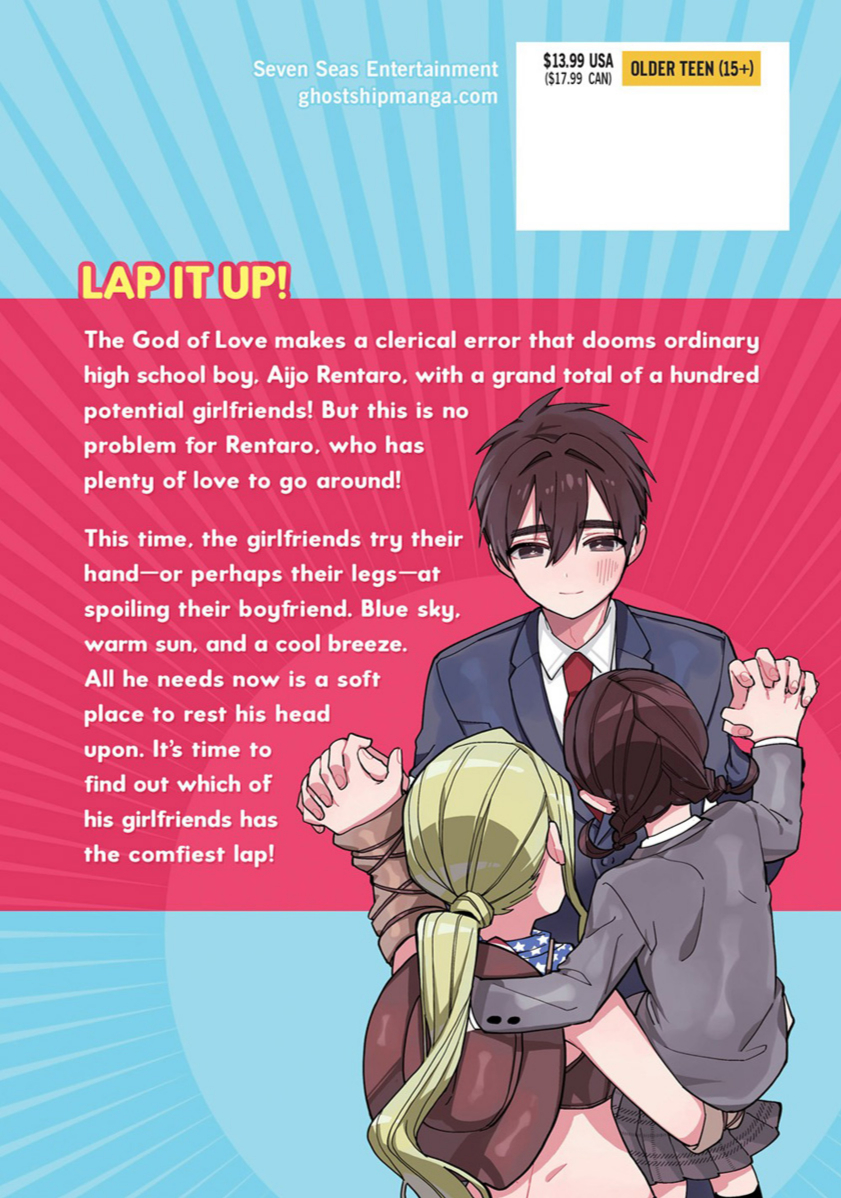 Seven Seas Entertainment
ghostshipmanga.com
$13.99 USA
($17.99 CAN)
OLDER TEEN (15+)
LAP IT UP!
The God of Love makes a clerical error that dooms ordinary
high school boy, Aijo Rentaro, with a grand total of a hundred
potential girlfriends! But this is no
problem for Rentaro, who has
plenty of love to go around!
This time, the girlfriends try their
hand—or perhaps their legs—at
spoiling their boyfriend. Blue sky,
warm sun, and a cool breeze.
All he needs now is a soft
place to rest his head
upon. It's time to
find out which of
his girlfriends has
the comfiest lap!